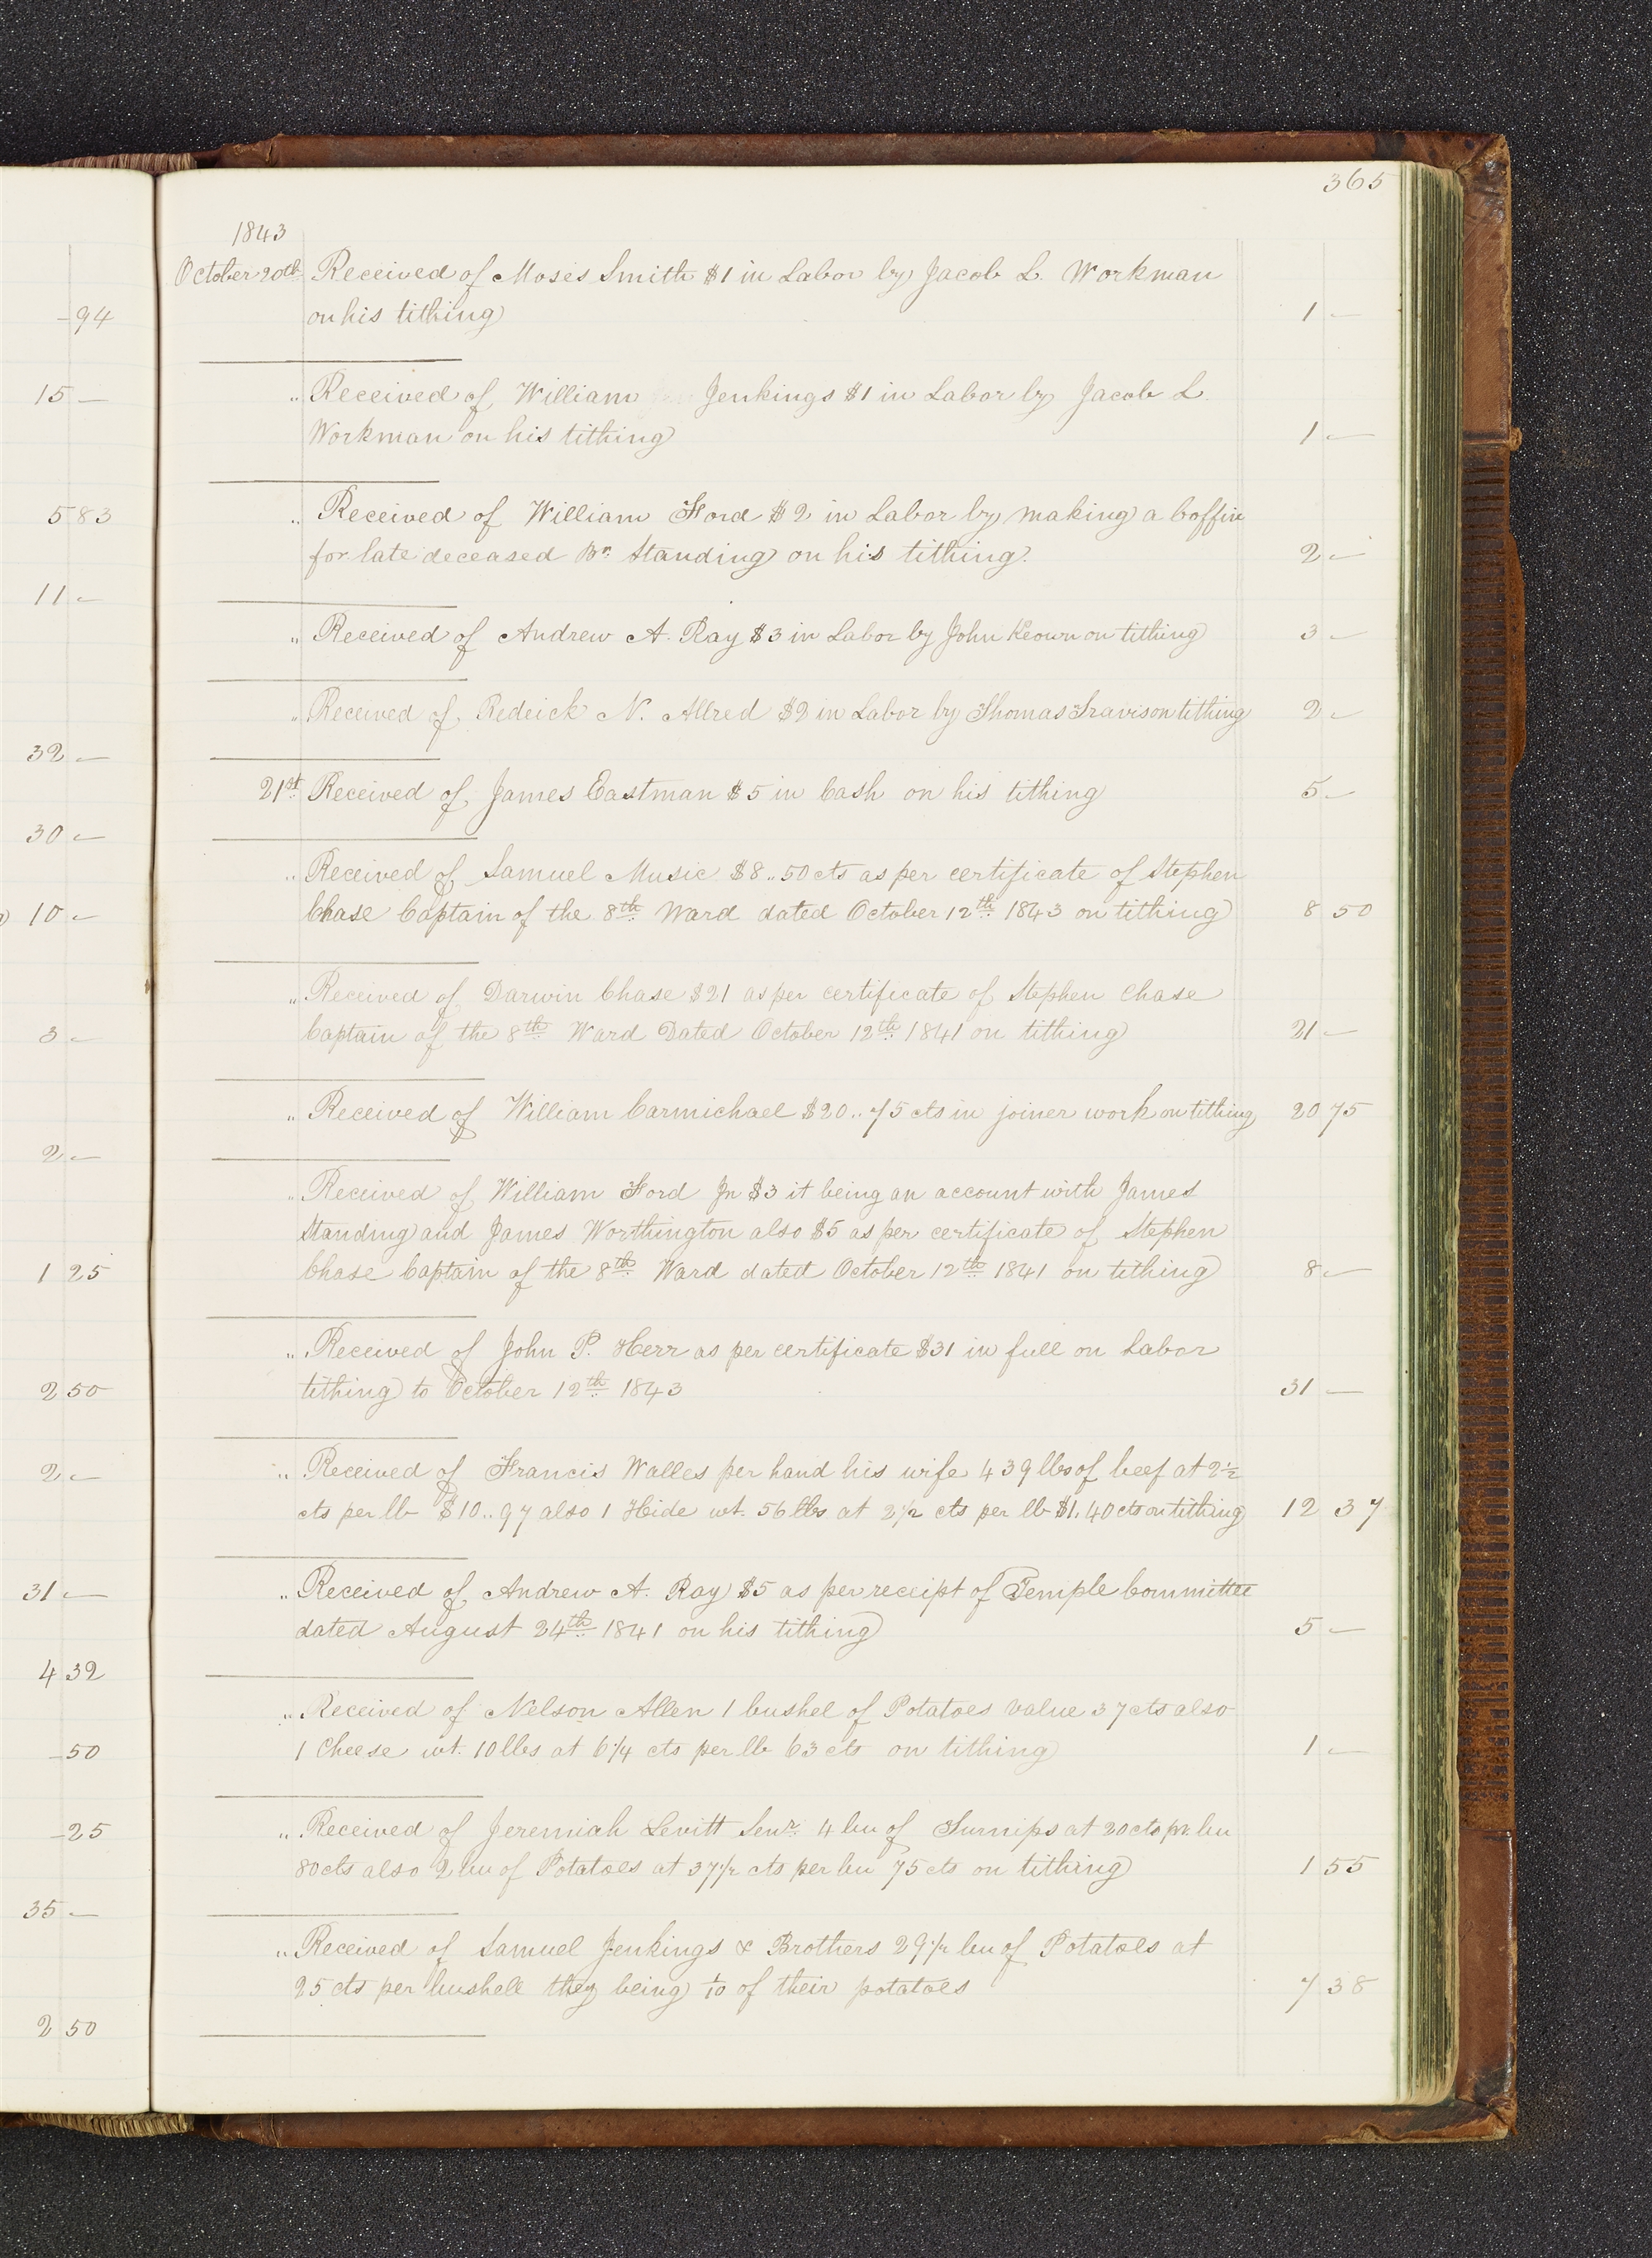 365
1843
October 20th Received of Moses Smith $1 in Labor by Jacob L. Workman
on his tithing 1 —
" Received of William Jenkings $1 in Labor by Jacob L
Workman on his tithing 1 —
" Received of William Ford $2 in Labor by making a Coffin
for late deceased Br. Standing on his tithing. 2 —
" Received of Andrew A. Ray $3 in Labor by John Keown on tithing 3 —
" Received of Redeick N. Allred $2 in Labor by Thomas Travis on tithing 2 —
21st Received of James Eastman $5 in Cash on his tithing 5 —
" Received of Samuel Music $8..50 cts as per certificate of Stephen
Chase Captain of the 8th Ward dated October 12th 1843 on tithing 8 50
" Received of Darwin Chase $21 as per certificate of Stephen Chase
Captain of the 8th Ward Dated October 12th 1841 on tithing 21 —
" Received of William Carmichael $20..75 cts in joiner work on tithing 20 75
" Received of William Ford Jn $3 it being an account with James
Standing and James Worthington also $5 as per certificate of Stephen
Chase Captain of the 8th Ward dated October 12th 1841 on tithing 8 —
" Received of John P. Herr as per certificate $31 in full on Labor
tithing to October 12th 1843 31 —
" Received of Francis Walles per hand his wife 439 lbs of beef at 2½
cts per lb $10..97 also 1 Hide wt. 56 lbs at 2½ cts per lb $1.40 cts on tithing 12 37
" Received of Andrew A. Ray $5 as per receipt of Temple Committee
dated August 24th 1841 on his tithing 5 —
" Received of Nelson Allen 1 bushel of Potatoes value 37 cts also
1 Cheese wt. 10 lbs at 6¼ cts per lb 63 cts on tithing 1 —
" Received of Jeremiah Levitt Senr. 4 bu of Turnips at 20 cts pr. bu
80 cts also 2 bu of Potatoes at 37½ cts per bu 75 cts on tithing 1 55
" Received of Samuel Jenkings & Brothers 29½ bu of Potatoes at
25 cts per bushell they being 1/10 of their potatoes 7 38
- 94
15 —
5 83
11 —
32 —
30 —
10 —
3 —
2 —
1 25
2 50
2 —
31 —
4 32
- 50
- 25
35 —
2 50